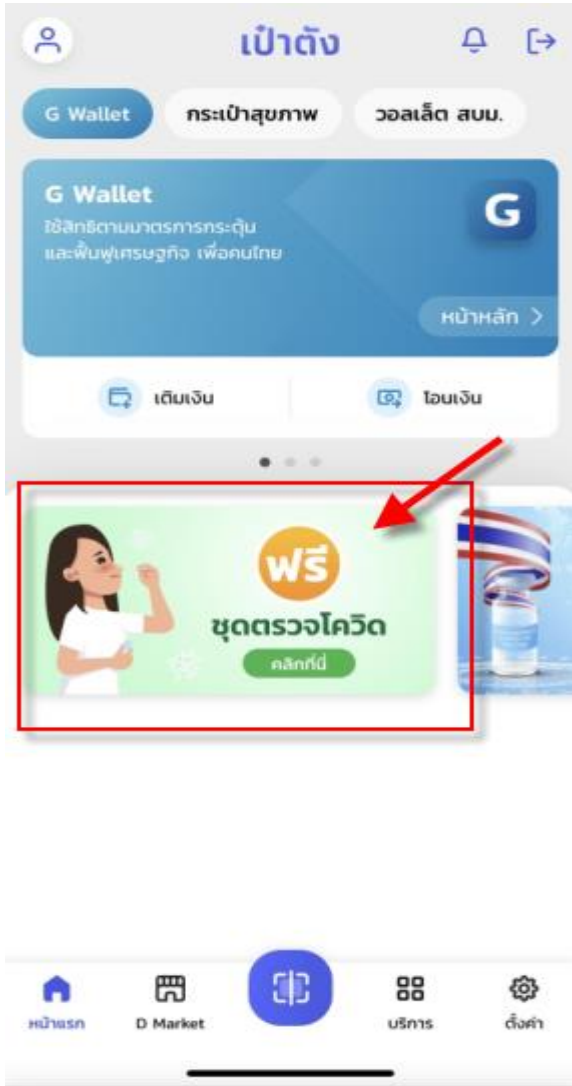 เป๋าตัง
G Wallet
กระเป๋าสุขภาพ
วอลเล็ต สบม.
G Wallet
ใช้สิทธิตามมาตรการกระตุ้น
และฟื้นฟูเศรษฐกิจ เพื่อคนไทย
G
หน้าหลัก
เติมเงิน
โอนเงิน
ฟรี
ชุดตรวจโควิด
คลิกที่นี่
หน้าแรก
D Market
บริการ
ตั้งค่า